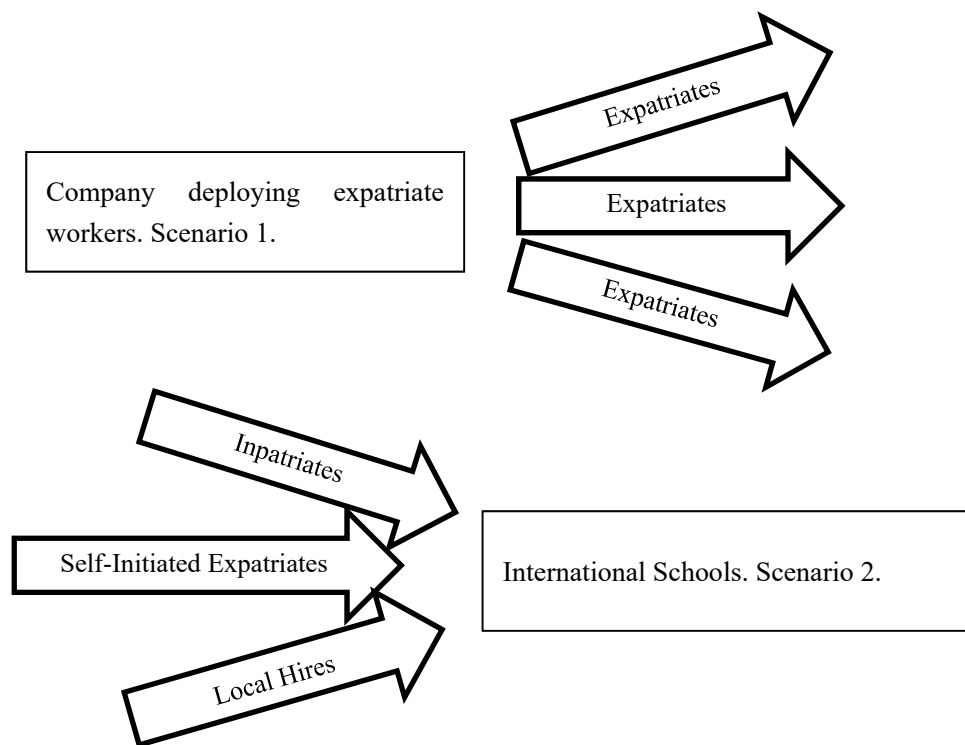 Expatriates
Company deploying expatriate
workers. Scenario 1.
Expatriates
Expatriates
Inpatriates
Self-Initiated Expatriates
International Schools. Scenario 2.
Local Hires